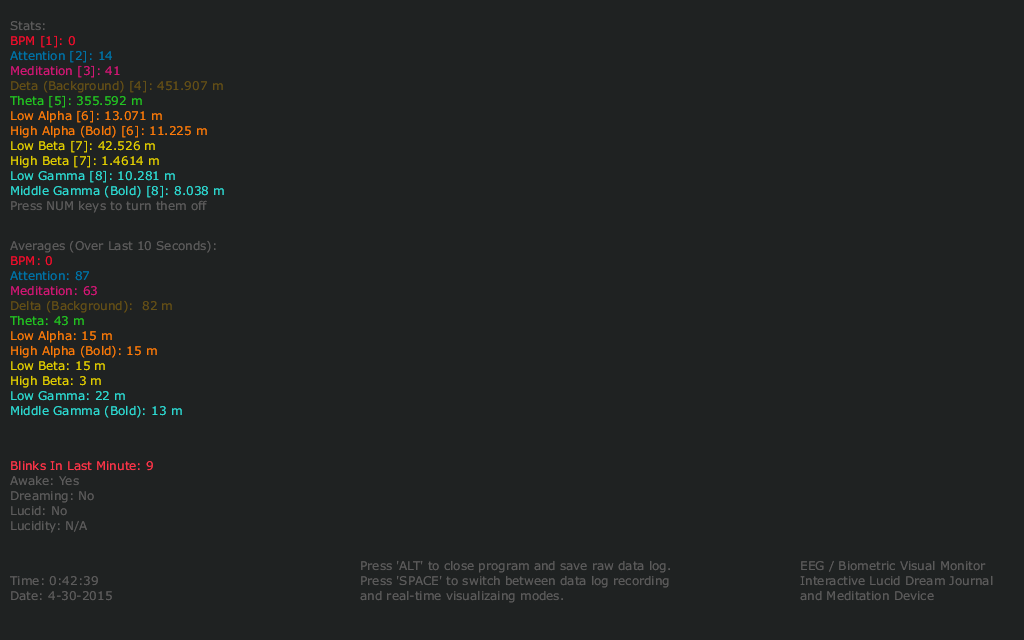 Stats:
BPM [1]: 0
Attention [2]: 14
Meditation [3]: 41
Deta (Background) [4]: 451.907 m
Theta [5]: 355.592 m
Low Alpha [6]: 13.071 m
High Alpha (Bold) [6]: 11.225 m
Low Beta [7]: 42.526 m
High Beta [7]: 1.4614 m
Low Gamma [8]: 10.281 m
Middle Gamma (Bold) [8]: 8.038 m
Press NUM keys to turn them off
Averages (Over Last 10 Seconds):
BPM: 0
Attention: 87
Meditation: 63
Delta (Background):  82 m
Theta: 43 m
Low Alpha: 15 m
High Alpha (Bold): 15 m
Low Beta: 15 m
High Beta: 3 m
Low Gamma: 22 m
Middle Gamma (Bold): 13 m
Blinks In Last Minute: 9
Awake: Yes
Dreaming: No
Lucid: No
Lucidity: N/A
Time: 0:42:39
Date: 4-30-2015
Press 'ALT' to close program and save raw data log.
Press 'SPACE' to switch between data log recording
and real-time visualizaing modes.
EEG / Biometric Visual Monitor
Interactive Lucid Dream Journal
and Meditation Device